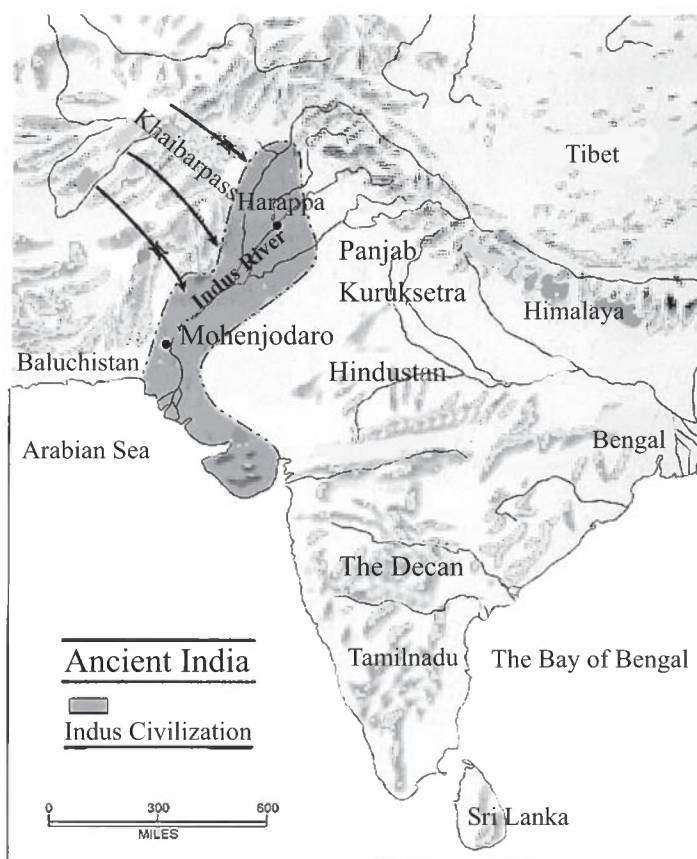 Khaibarpass
Tibet
Harappa
Indus River
Panjab
Kuruksetra
Himalaya
Mohenjodaro
Baluchistan
Hindustan
Arabian Sea
Bengal
The Decan
Ancient India
Tamilnadu
The Bay of Bengal
Indus Civilization
0 300 600
MILES
Sri Lanka